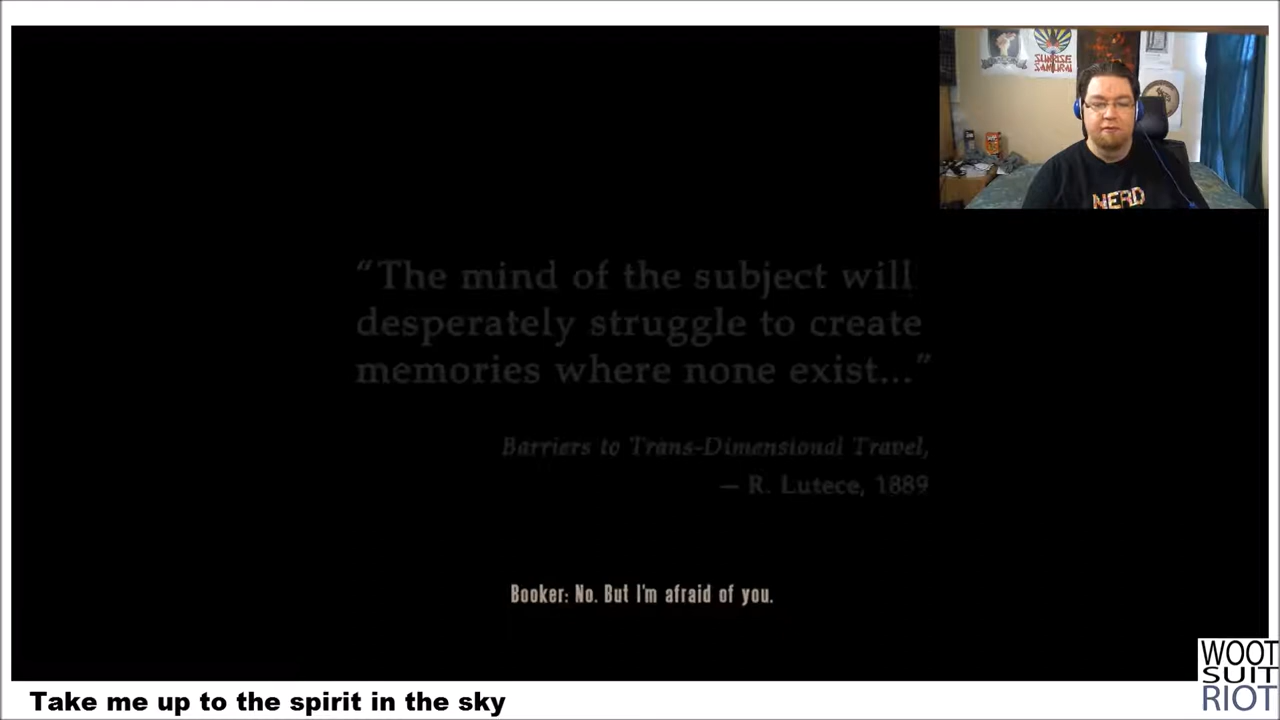 SUNRISE
SAMURAI
NERD
“The mind of the subject will
desperately struggle to create
memories where none exist...”
Barriers to Trans-Dimensional Travel,
— R. Lutece, 1889
Booker: No. But I'm afraid of you.
WOOT
SUIT
RIOT
Take me up to the spirit in the sky